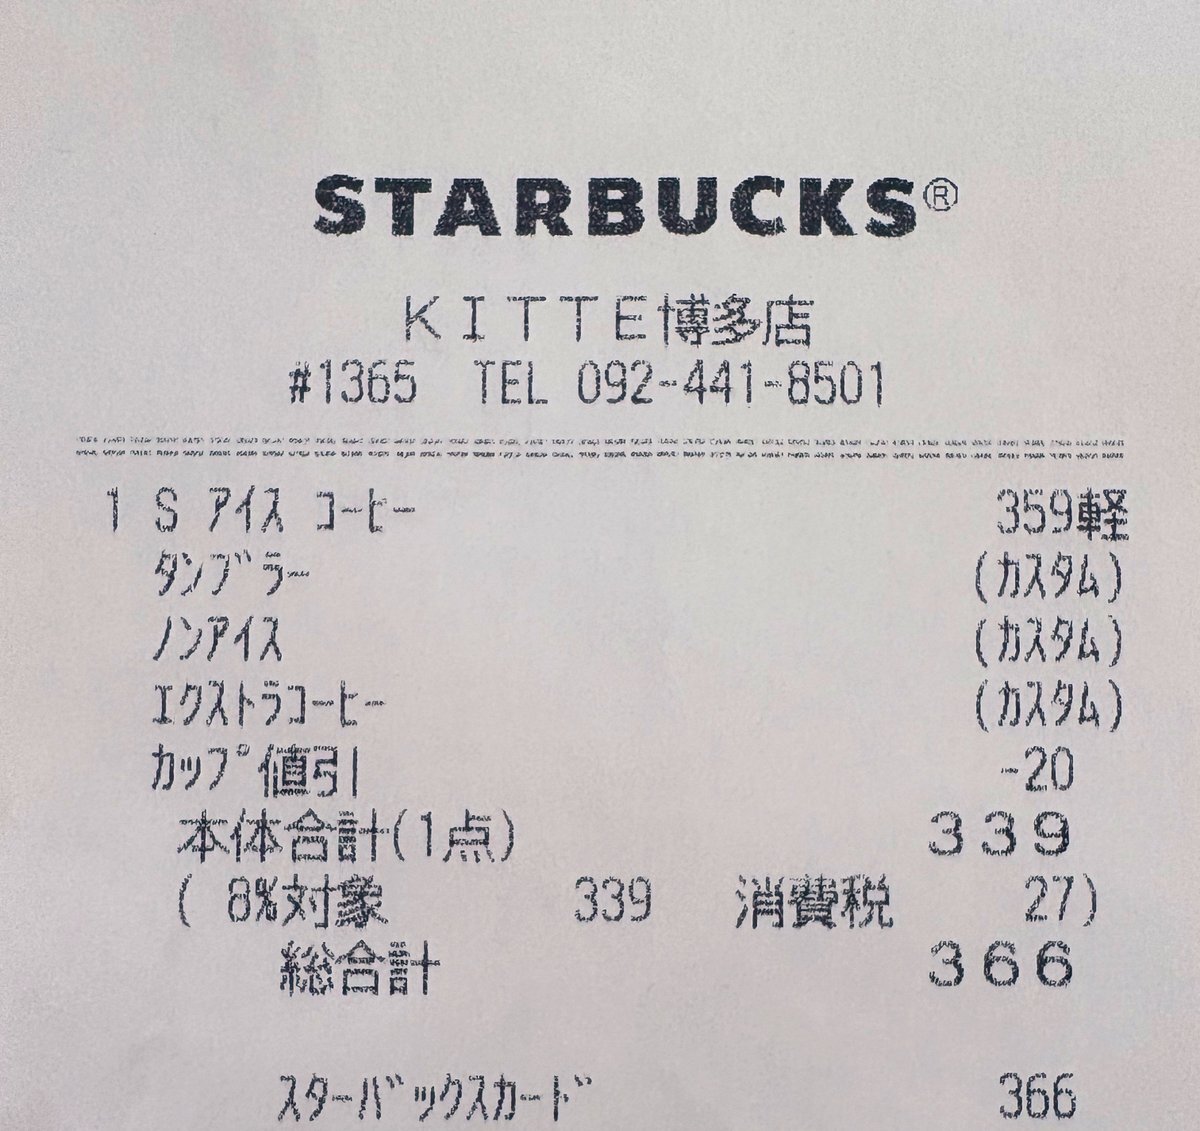 STARBUCKS®
KITTE博多店
#1365 TEL 092-441-8501
1 S アイス コーヒー 359軽
タンブラー (カスタム)
ノンアイス (カスタム)
エクストラコーヒー (カスタム)
カップ値引 -20
本体合計(1点) 339
( 8%対象 339 消費税 27)
総合計 366
スターバックスカード 366